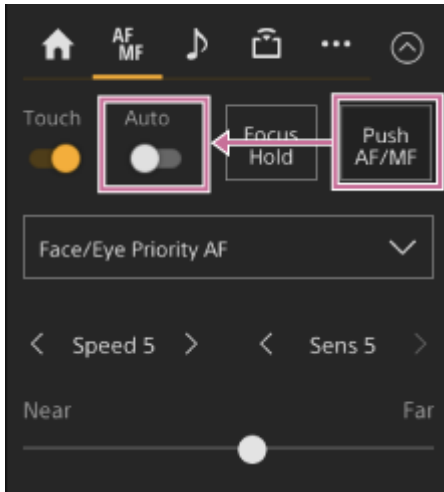 AF
MF
Touch
Auto
Focus
Hold
Push
AF/MF
Face/Eye Priority AF
Speed 5
Sens 5
Near
Far